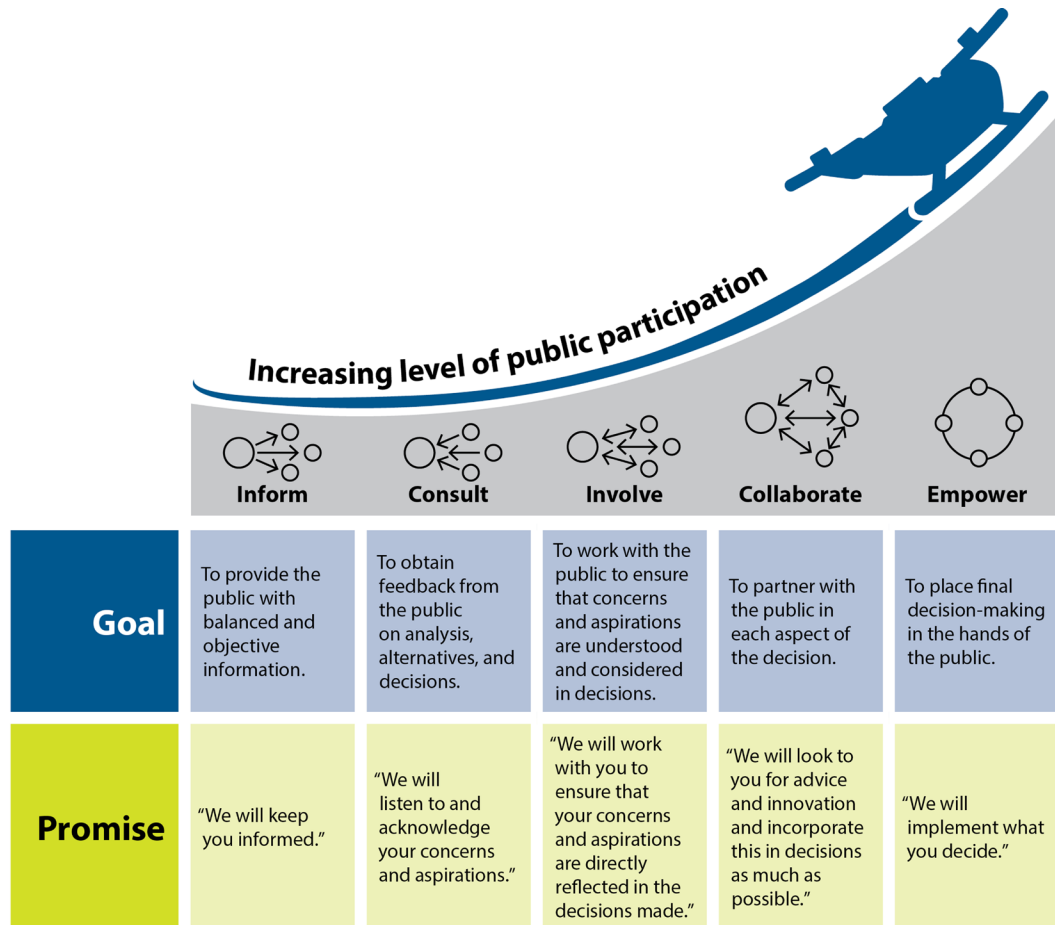 Increasing level of public participation
Inform
Consult
Involve
Collaborate
Empower
Goal
To provide the
public with
balanced and
objective
information.
To obtain
feedback from
the public
on analysis,
alternatives, and
decisions.
To work with the
public to ensure
that concerns
and aspirations
are understood
and considered
in decisions.
To partner with
the public in
each aspect of
the decision.
To place final
decision-making
in the hands of
the public.
Promise
“We will keep
you informed.”
“We will
listen to and
acknowledge
your concerns
and aspirations.”
“We will work
with you to
ensure that
your concerns
and aspirations
are directly
reflected in the
decisions made.”
“We will look to
you for advice
and innovation
and incorporate
this in decisions
as much as
possible.”
“We will
implement what
you decide.”